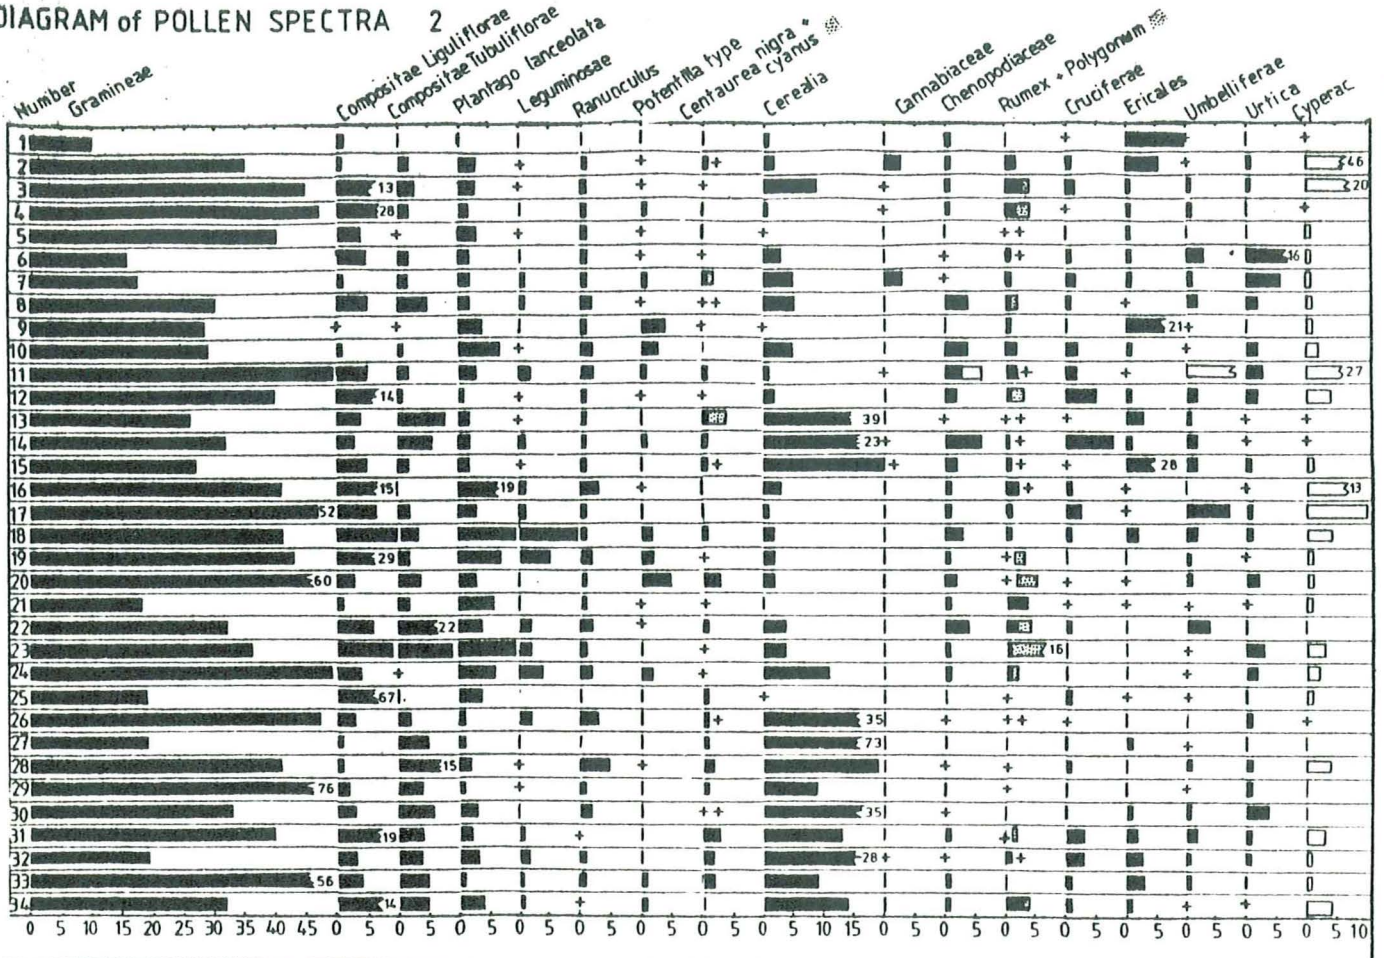 DIAGRAM of POLLEN SPECTRA 2
Number Gramineae Compositae Liguliflorae Compositae Tubuliflorae Plantago lanceolata Leguminosae Ranunculus Potentilla type Centaurea nigra " cyanus Cerealia Cannabiaceae Chenopodiaceae Rumex + Polygonum Cruciferae Ericales Umbelliferae Urtica Cyperac
1 + +
2 + + + + 46
3 13 + + + + 20
4 28 + + +
5 + + + + + + +
6 + + + + 16
7 +
8 + + + +
9 + + + + 21 +
10 + +
11 + + + 27
12 14 + + +
13 + 39 + + + + + +
14 23 + + + +
15 + + + + + 28
16 15 19 + + + + 13
17 52 +
18
19 29 + + +
20 60 + + +
21 + + + + + +
22 22 +
23 + 16 +
24 + + +
25 67 + + + +
26 + 35 + + + + +
27 73 +
28 15 + + + +
29 76 + + +
30 + + 35 +
31 19 + +
32 28 + + +
33 56
34 14 + + +
0 5 10 15 20 25 30 35 40 45 0 5 0 5 0 5 0 5 0 5 0 5 0 5 0 5 10 15 0 5 0 5 0 5 0 5 0 5 0 5 0 5 0 5 10